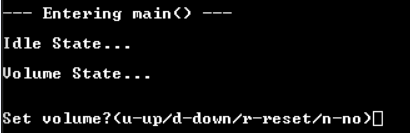 --- Entering main() ---
Idle State...
Volume State...
Set volume?(u-up/d-down/r-reset/n-no)